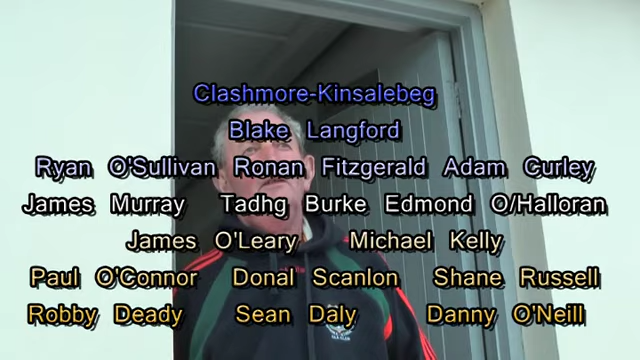 Clashmore-Kinsalebeg
Blake Langford
Ryan O'Sullivan Ronan Fitzgerald Adam Curley
James Murray Tadhg Burke Edmond O/Halloran
James O'Leary Michael Kelly
Paul O'Connor Donal Scanlon Shane Russell
Robby Deady Sean Daly Danny O'Neill